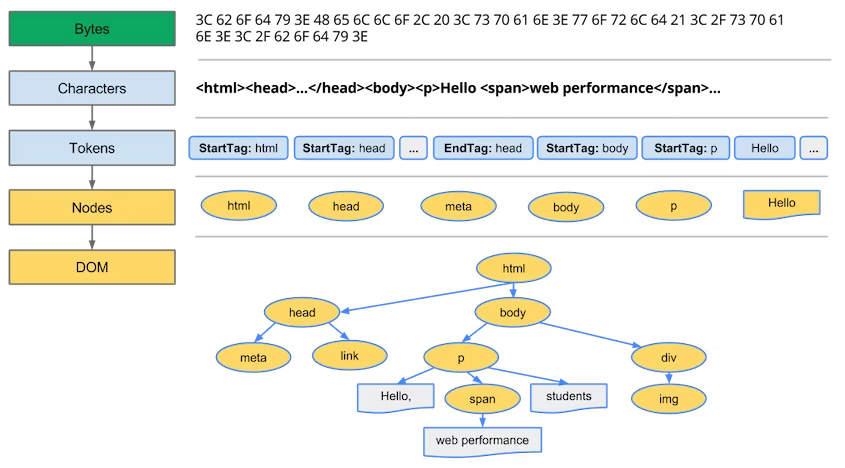 Bytes
3C 62 6F 64 79 3E 48 65 6C 6C 6F 2C 20 3C 73 70 61 6E 3E 77 6F 72 6C 64 21 3C 2F 73 70 61
6E 3E 3C 2F 62 6F 64 79 3E
Characters
<html><head>...</head><body><p>Hello <span>web performance</span>...
Tokens
StartTag: html
StartTag: head
...
EndTag: head
StartTag: body
StartTag: p
Hello
...
Nodes
html
head
meta
body
p
Hello
DOM
html
head
body
meta
link
p
div
Hello,
span
students
img
web performance